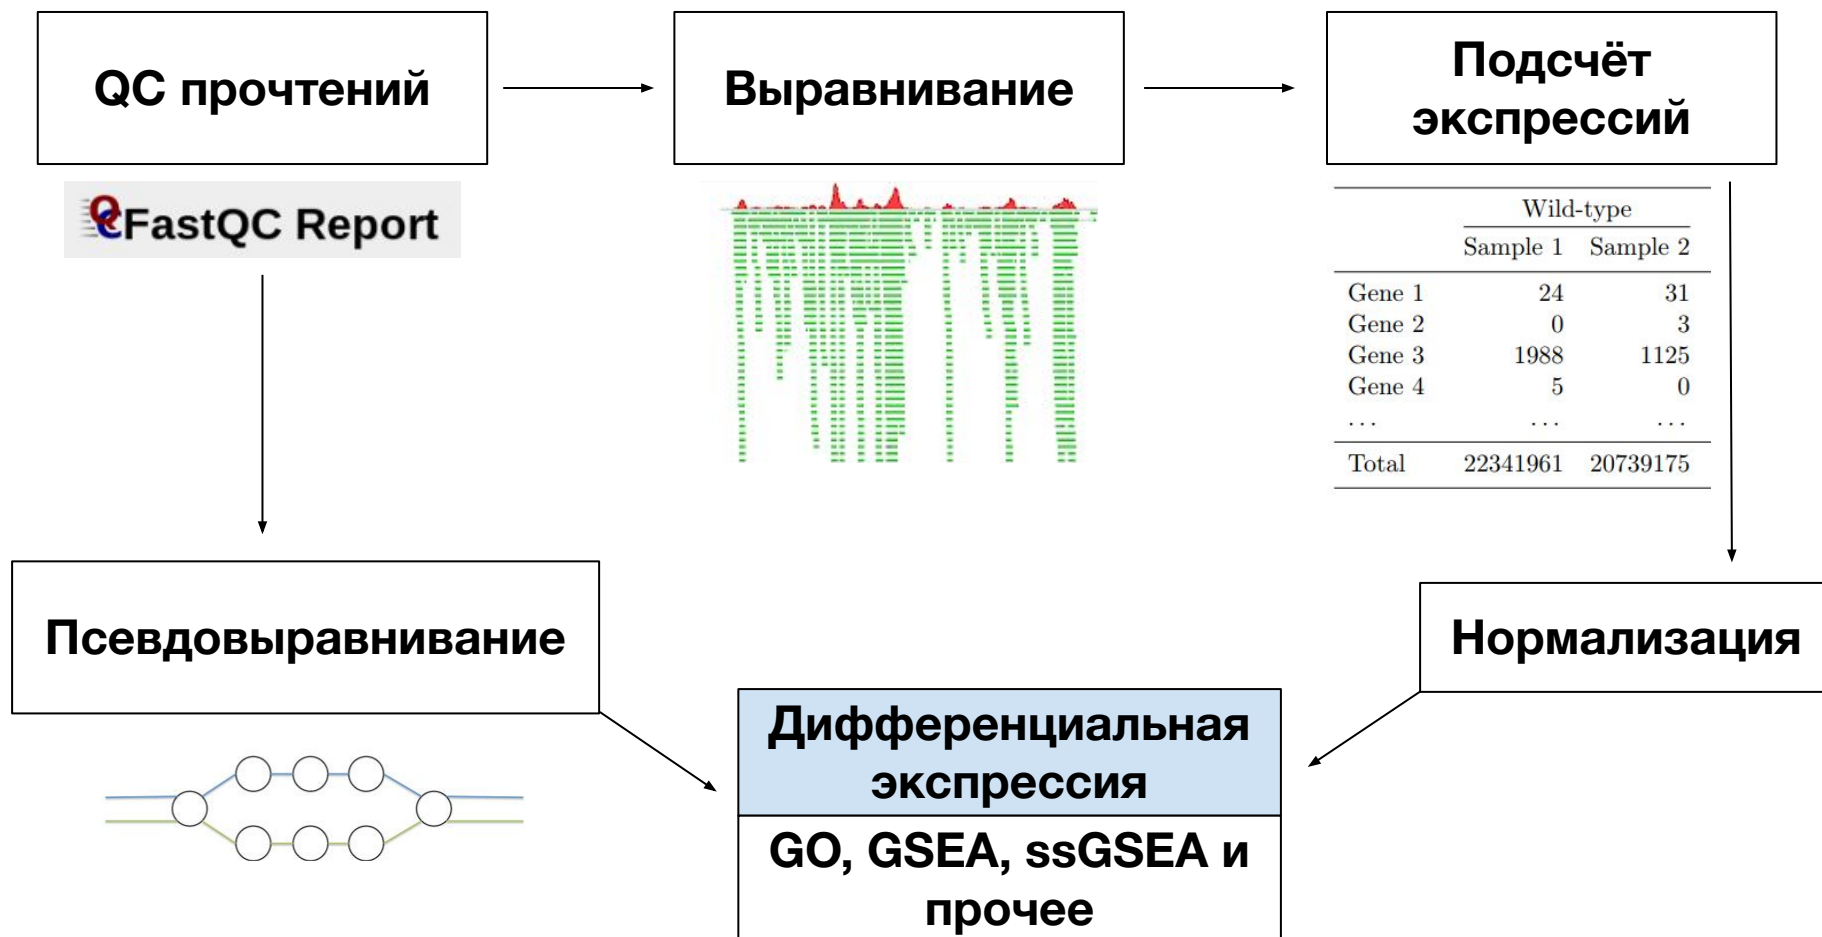 QC прочтений
Выравнивание
Подсчёт
экспрессий
QCFastQC Report
Wild-type
Sample 1 Sample 2
Gene 1 24 31
Gene 2 0 3
Gene 3 1988 1125
Gene 4 5 0
... ... ...
Total 22341961 20739175
Псевдовыравнивание
Нормализация
Дифференциальная
экспрессия
GO, GSEA, ssGSEA и
прочее